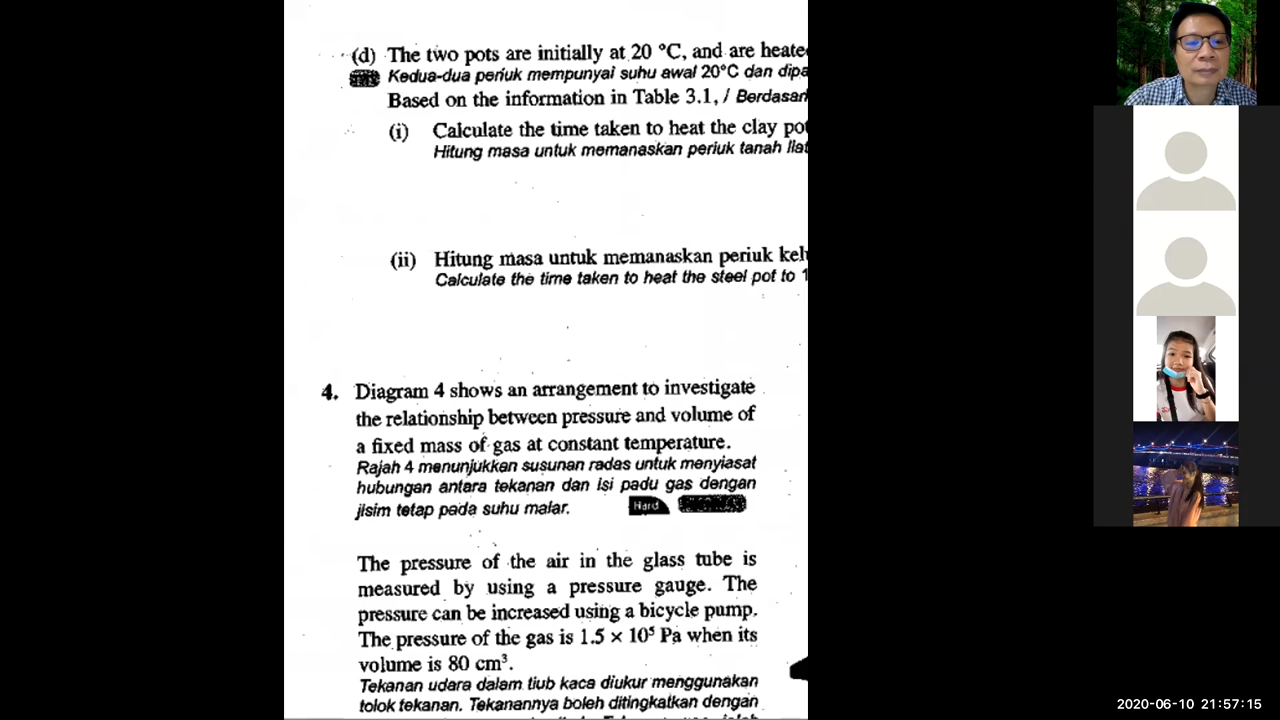 (d) The two pots are initially at 20 °C, and are heate
Kedua-dua periuk mempunyai suhu awal 20°C dan dipa
Based on the information in Table 3.1, / Berdasar
(i) Calculate the time taken to heat the clay pot
Hitung masa untuk memanaskan periuk tanah liat
(ii) Hitung masa untuk memanaskan periuk kel
Calculate the time taken to heat the steel pot to 1
4. Diagram 4 shows an arrangement to investigate
the relationship between pressure and volume of
a fixed mass of gas at constant temperature.
Rajah 4 menunjukkan susunan radas untuk menyiasat
hubungan antara tekanan dan isi padu gas dengan
jisim tetap pada suhu malar.
Hard
The pressure of the air in the glass tube is
measured by using a pressure gauge. The
pressure can be increased using a bicycle pump.
The pressure of the gas is 1.5 × 10⁵ Pa when its
volume is 80 cm³.
Tekanan udara dalam tiub kaca diukur menggunakan
tolok tekanan. Tekanannya boleh ditingkatkan dengan
2020-06-10 21:57:15